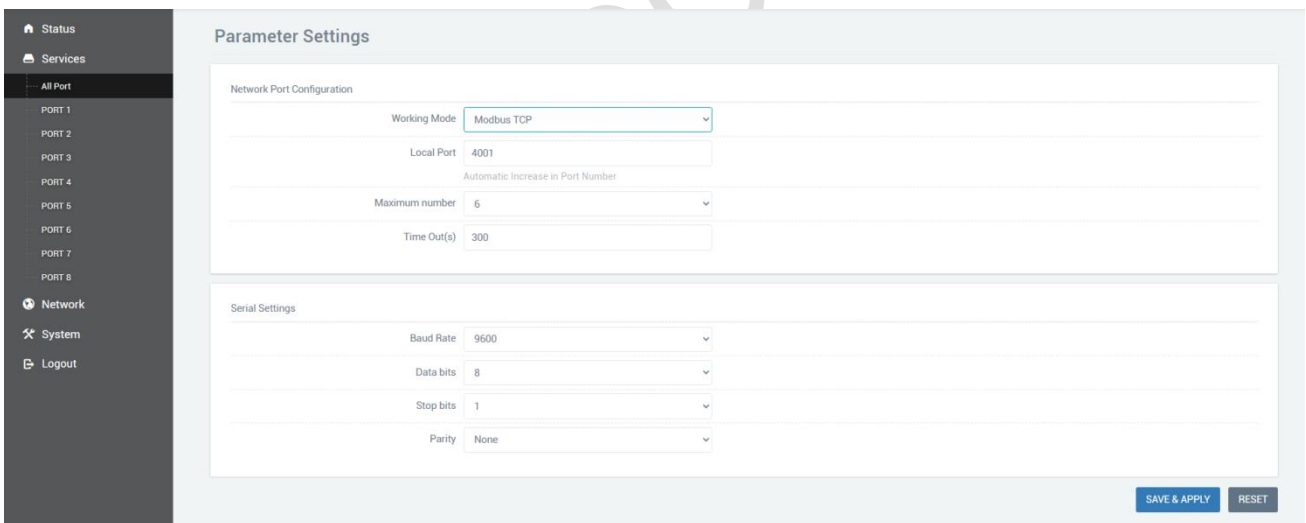 Status
Services
All Port
PORT 1
PORT 2
PORT 3
PORT 4
PORT 5
PORT 6
PORT 7
PORT 8
Network
System
Logout
Parameter Settings
Network Port Configuration
Working Mode Modbus TCP
Local Port 4001
Automatic Increase in Port Number
Maximum number 6
Time Out(s) 300
Serial Settings
Baud Rate 9600
Data bits 8
Stop bits 1
Parity None
SAVE & APPLY RESET